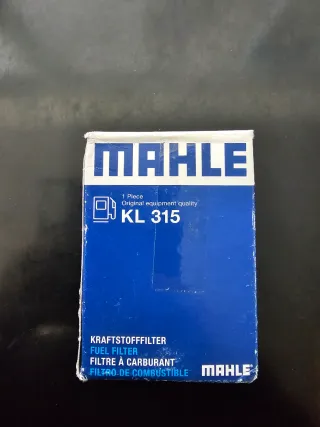 MAHLE
1 Piece
Original equipment quality
KL 315
KRAFTSTOFFFILTER
FUEL FILTER
FILTRE À CARBURANT
FILTRO DE COMBUSTIBLE
MAHLE